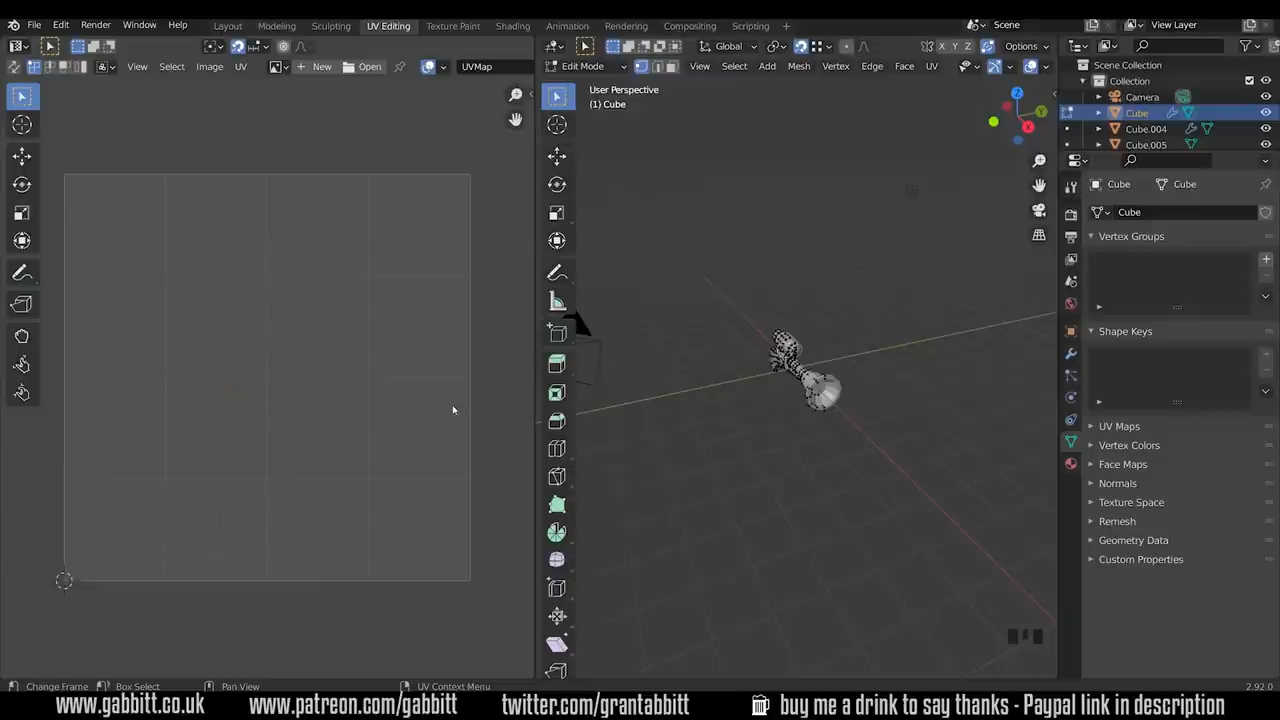 File Edit Render Window Help Layout Modeling Sculpting UV Editing Texture Paint Shading Animation Rendering Compositing Scripting + Scene View Layer
Global Options
View Select Image UV New Open UVMap Edit Mode View Select Add Mesh Vertex Edge Face UV
Scene Collection
Collection
Camera
Cube
Cube.004
Cube.005
User Perspective
(1) Cube
Z
Y
X
Cube Cube
Cube
Vertex Groups
Shape Keys
UV Maps
Vertex Colors
Face Maps
Normals
Texture Space
Remesh
Geometry Data
Custom Properties
Change Frame Box Select Pan View UV Context Menu 2.92.0
www.gabbitt.co.uk www.patreon.com/gabbitt twitter.com/grantabbitt buy me a drink to say thanks - Paypal link in description